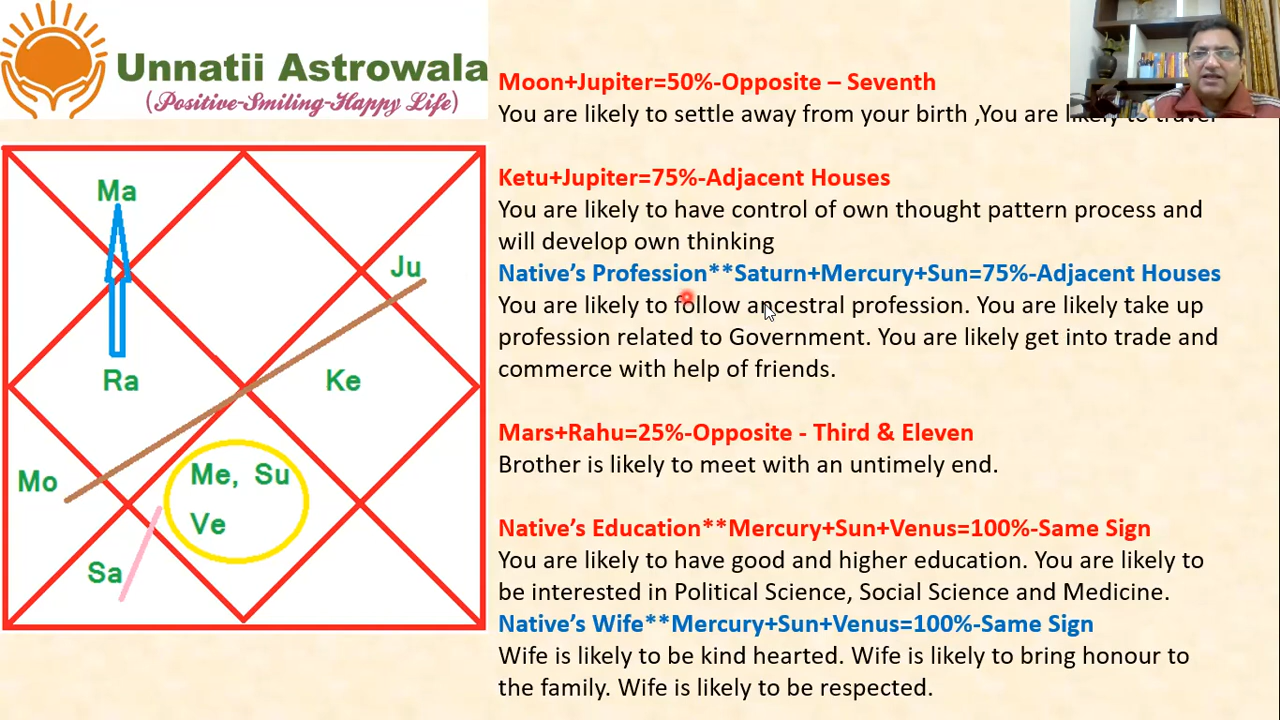 Unnatii Astrowala
(Positive-Smiling-Happy Life)
Ma
Ju
Ra
Ke
Mo
Me, Su
Ve
Sa
Moon+Jupiter=50%-Opposite – Seventh
You are likely to settle away from your birth ,You are likely to travel
Ketu+Jupiter=75%-Adjacent Houses
You are likely to have control of own thought pattern process and
will develop own thinking
Native's Profession**Saturn+Mercury+Sun=75%-Adjacent Houses
You are likely to follow ancestral profession. You are likely take up
profession related to Government. You are likely get into trade and
commerce with help of friends.
Mars+Rahu=25%-Opposite - Third & Eleven
Brother is likely to meet with an untimely end.
Native's Education**Mercury+Sun+Venus=100%-Same Sign
You are likely to have good and higher education. You are likely to
be interested in Political Science, Social Science and Medicine.
Native's Wife**Mercury+Sun+Venus=100%-Same Sign
Wife is likely to be kind hearted. Wife is likely to bring honour to
the family. Wife is likely to be respected.